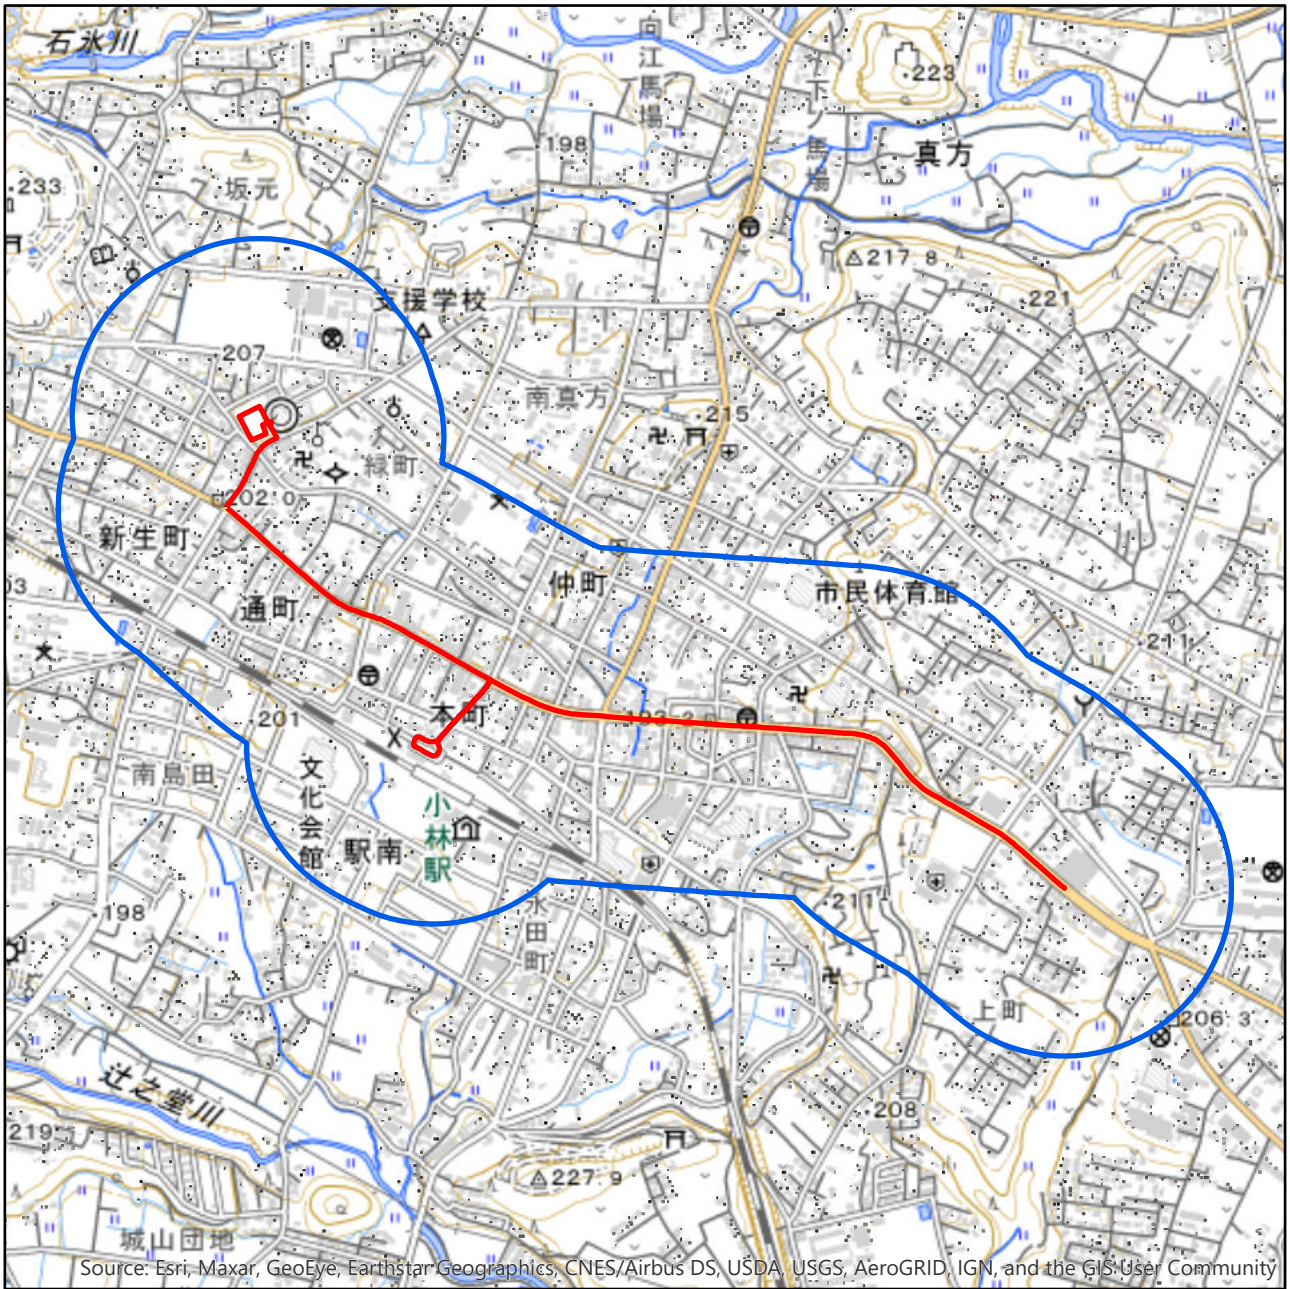 石氷川
向江馬場
下ノ馬場
223
真方
198
233
坂元
217.8
221
支援学校
207
南真方
215
緑町
202.0
新生町
仲町
市民体育館
通町
211
本町
201
193.2
南島田
文化会館
小林駅
駅南
198
永田町
211
上町
206.3
辻之堂川
208
219
227.9
城山団地
Source: Esri, Maxar, GeoEye, Earthstar Geographics, CNES/Airbus DS, USDA, USGS, AeroGRID, IGN, and the GIS User Community